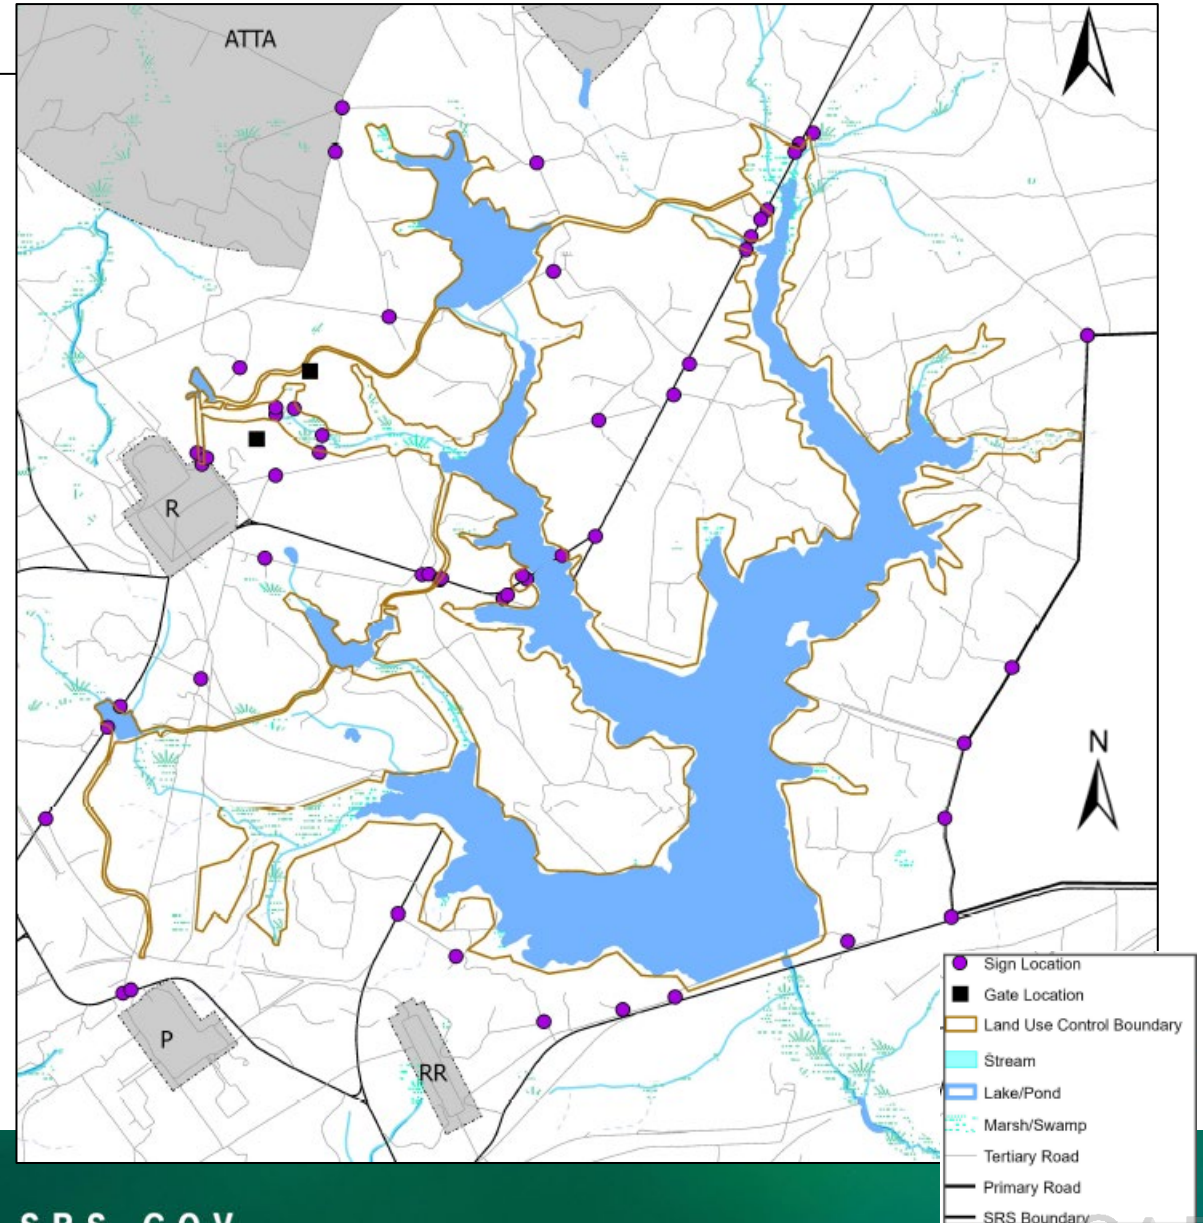 ATTA
R
N
P
RR
Sign Location
Gate Location
Land Use Control Boundary
Stream
Lake/Pond
Marsh/Swamp
Tertiary Road
Primary Road
SRS Boundary
SRS.GOV